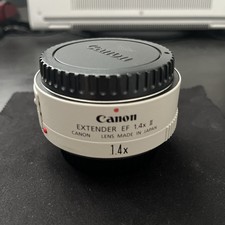 Canon
Canon
EXTENDER EF 1.4x II
CANON LENS MADE IN JAPAN
1.4x